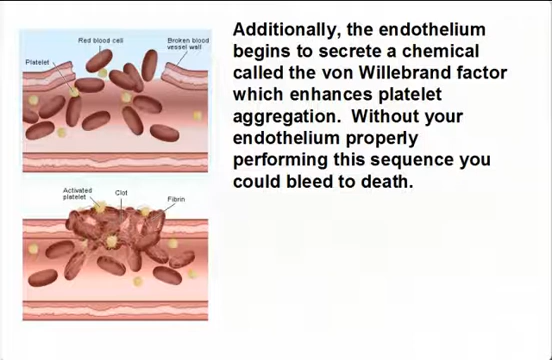 Additionally, the endothelium
begins to secrete a chemical
called the von Willebrand factor
which enhances platelet
aggregation.  Without your
endothelium properly
performing this sequence you
could bleed to death.
Red blood cell
Broken blood
vessel wall
Platelet
Activated
platelet
Clot
Fibrin